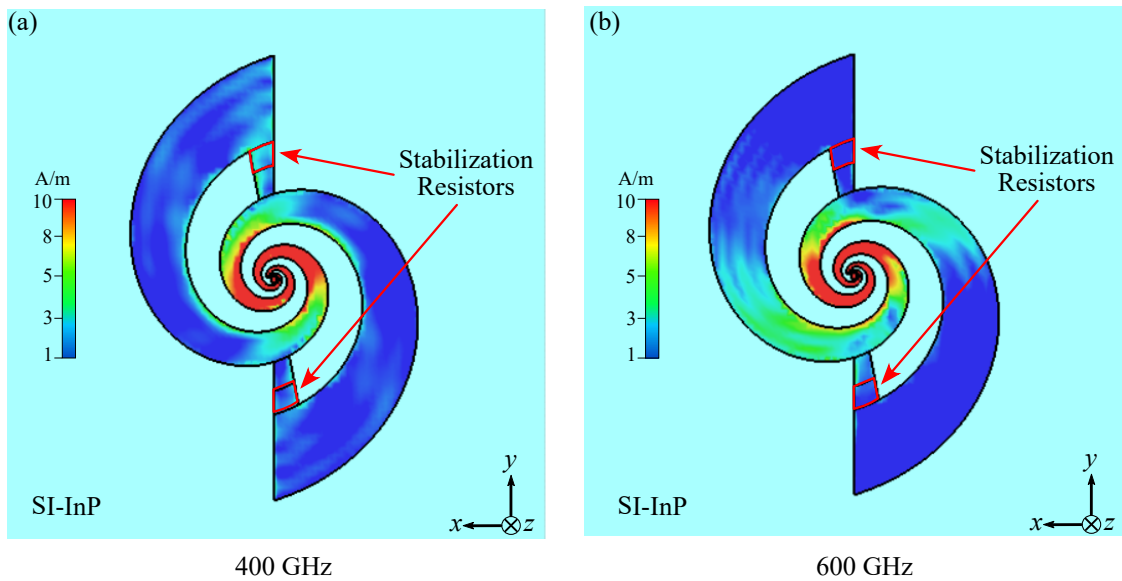 (a)
Stabilization
Resistors
A/m
10
8
5
3
1
SI-InP
y
x
z
400 GHz
(b)
Stabilization
Resistors
A/m
10
8
5
3
1
SI-InP
y
x
z
600 GHz